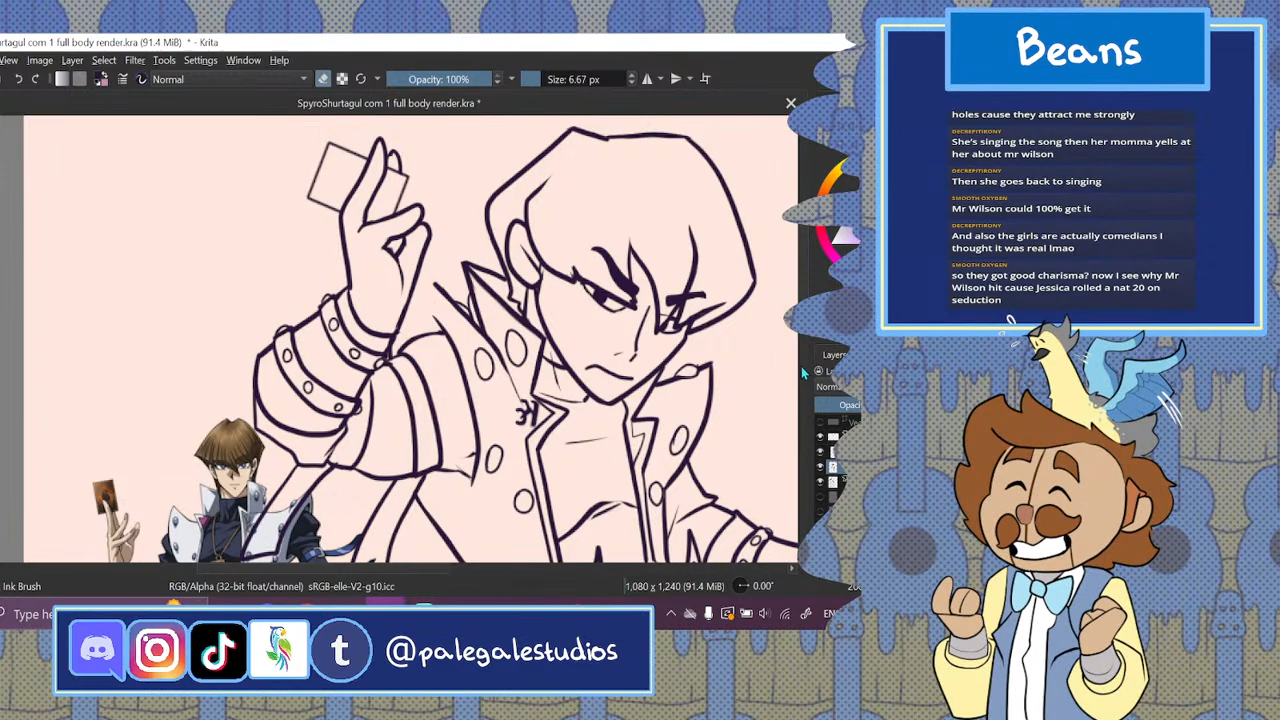 rtagul com 1 full body render.kra (91.4 MiB) * - Krita
View Image Layer Select Filter Tools Settings Window Help
Normal Opacity: 100% Size: 6.67 px
SpyroShurtagul com 1 full body render.kra *
Beans
holes cause they attract me strongly
DECREPITIRONY
She's singing the song then her momma yells at
her about mr wilson
DECREPITIRONY
Then she goes back to singing
SMOOTH OXYGEN
Mr Wilson could 100% get it
DECREPITIRONY
And also the girls are actually comedians I
thought it was real lmao
SMOOTH OXYGEN
so they got good charisma? now I see why Mr
Wilson hit cause Jessica rolled a nat 20 on
seduction
Layers
Norm
Opac
Ink Brush RGB/Alpha (32-bit float/channel) sRGB-elle-V2-g10.icc 1,080 x 1,240 (91.4 MiB) 0.00°
Type he
t @palegalestudios